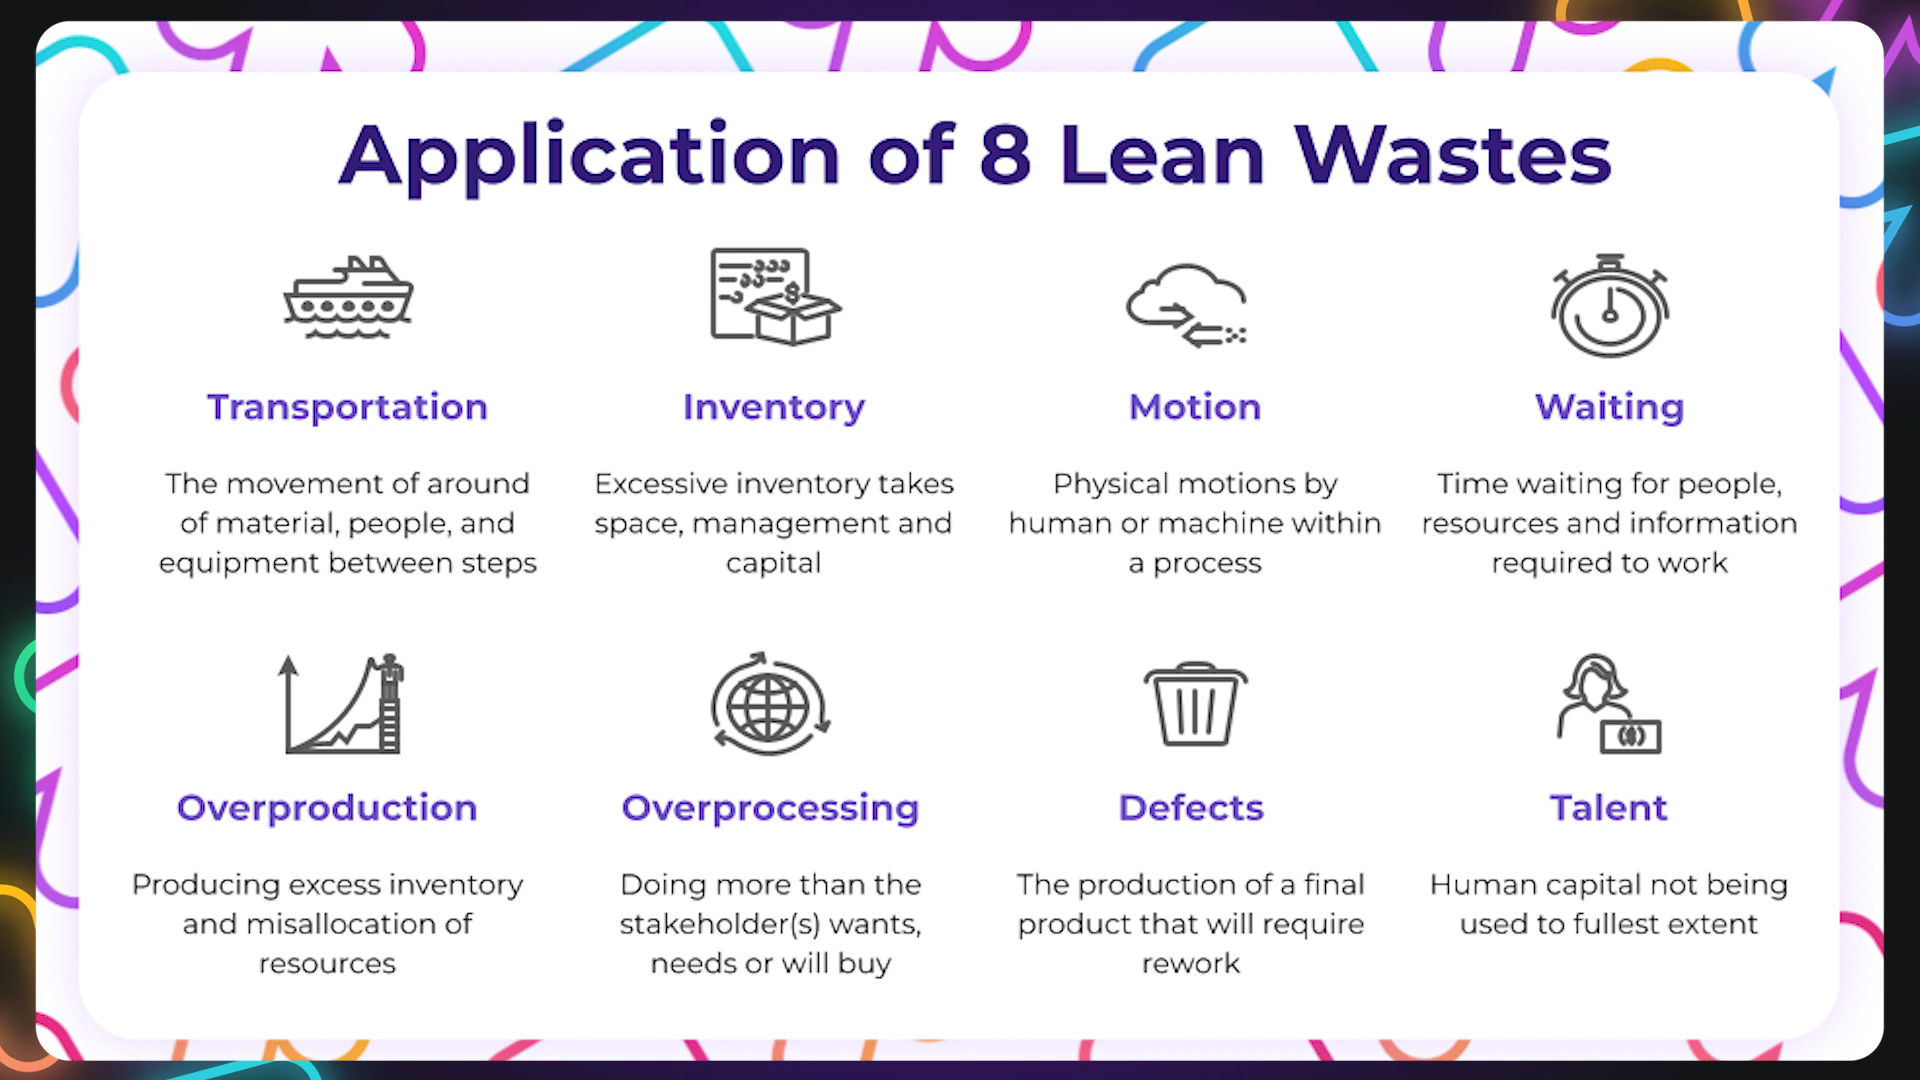 Application of 8 Lean Wastes
Transportation
The movement of around
of material, people, and
equipment between steps
Inventory
Excessive inventory takes
space, management and
capital
Motion
Physical motions by
human or machine within
a process
Waiting
Time waiting for people,
resources and information
required to work
Overproduction
Producing excess inventory
and misallocation of
resources
Overprocessing
Doing more than the
stakeholder(s) wants,
needs or will buy
Defects
The production of a final
product that will require
rework
Talent
Human capital not being
used to fullest extent